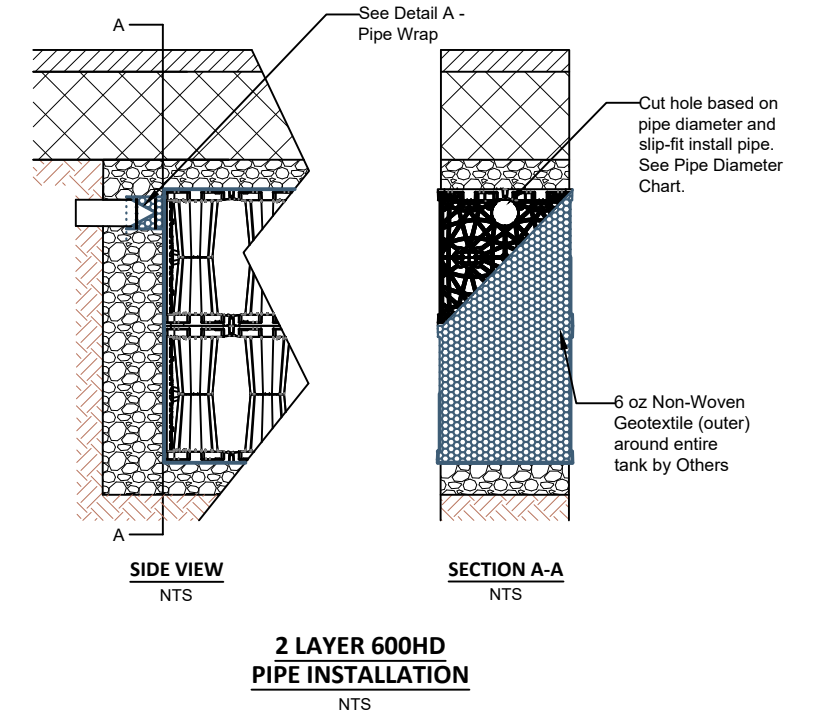 A
See Detail A -
Pipe Wrap
Cut hole based on
pipe diameter and
slip-fit install pipe.
See Pipe Diameter
Chart.
6 oz Non-Woven
Geotextile (outer)
around entire
tank by Others
A
SIDE VIEW
NTS
SECTION A-A
NTS
2 LAYER 600HD
PIPE INSTALLATION
NTS